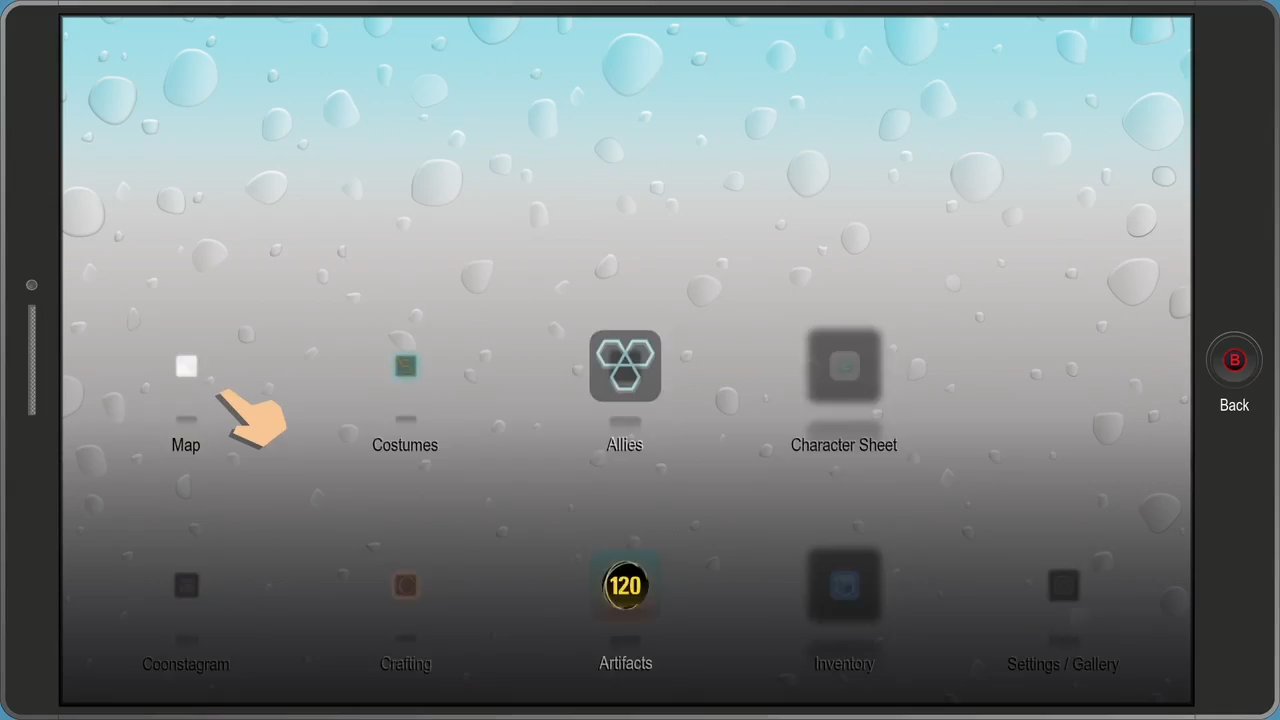 B
Back
Map
Costumes
Allies
Character Sheet
120
Coonstagram
Crafting
Artifacts
Inventory
Settings / Gallery